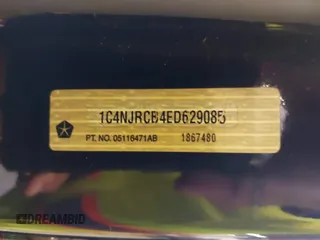 1C4NJRCB4ED629085
PT. NO. 05116471AB 1867480
DREAMBID